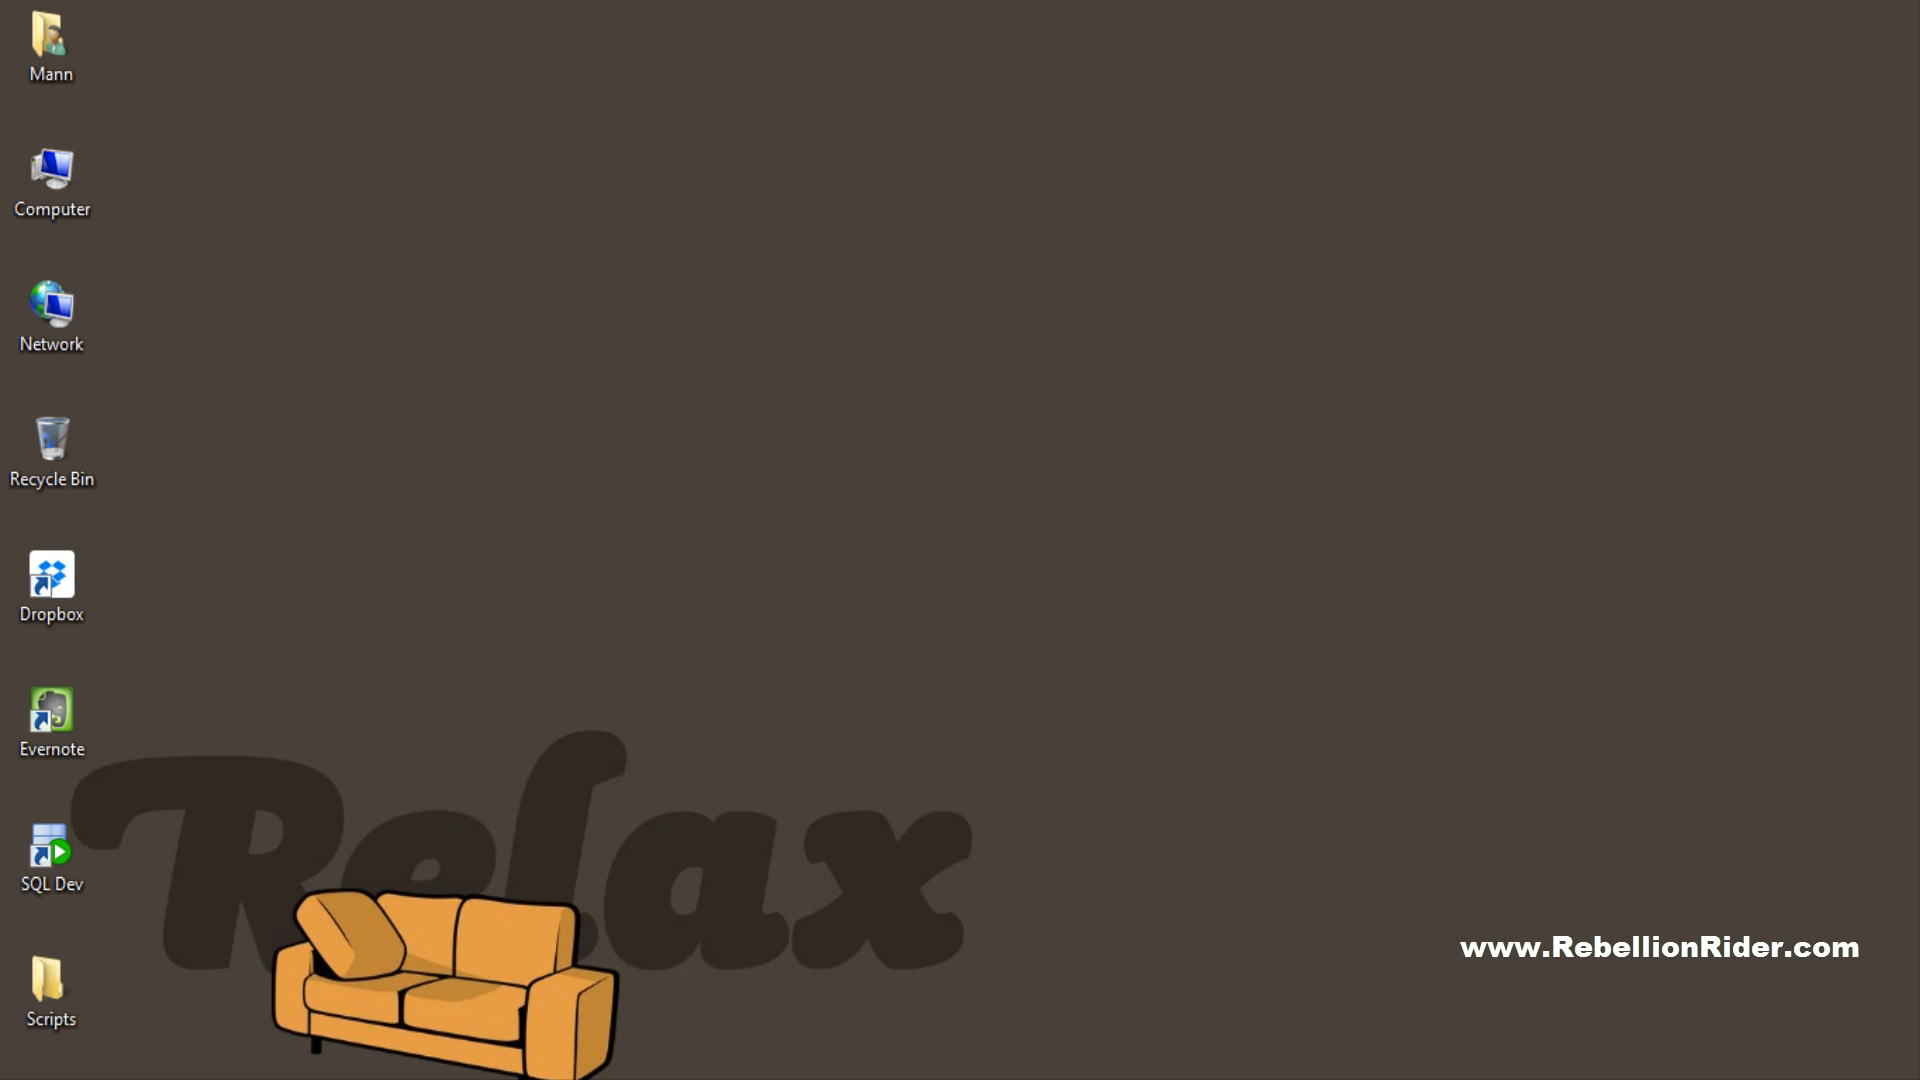 Mann
Computer
Network
Recycle Bin
Dropbox
Evernote
SQL Dev
Scripts
Relax
www.RebellionRider.com